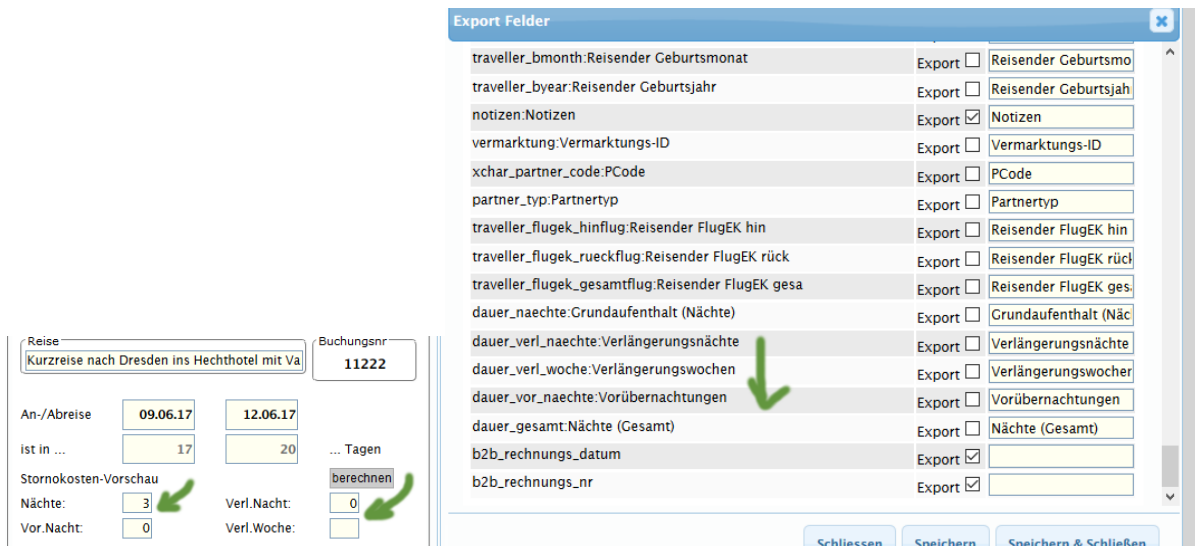 Reise
Kurzreise nach Dresden ins Hechthotel mit Va
Buchungsnr
11222
An-/Abreise 09.06.17 12.06.17
ist in ... 17 20 ... Tagen
Stornokosten-Vorschau berechnen
Nächte: 3 Verl.Nacht: 0
Vor.Nacht: 0 Verl.Woche:
Export Felder
traveller_bmonth:Reisender Geburtsmonat Export Reisender Geburtsmo
traveller_byear:Reisender Geburtsjahr Export Reisender Geburtsjah
notizen:Notizen Export Notizen
vermarktung:Vermarktungs-ID Export Vermarktungs-ID
xchar_partner_code:PCode Export PCode
partner_typ:Partnertyp Export Partnertyp
traveller_flugek_hinflug:Reisender FlugEK hin Export Reisender FlugEK hin
traveller_flugek_rueckflug:Reisender FlugEK rück Export Reisender FlugEK rück
traveller_flugek_gesamtflug:Reisender FlugEK gesa Export Reisender FlugEK gesa
dauer_naechte:Grundaufenthalt (Nächte) Export Grundaufenthalt (Näc
dauer_verl_naechte:Verlängerungsnächte Export Verlängerungsnächte
dauer_verl_woche:Verlängerungswochen Export Verlängerungswochen
dauer_vor_naechte:Vorübernachtungen Export Vorübernachtungen
dauer_gesamt:Nächte (Gesamt) Export Nächte (Gesamt)
b2b_rechnungs_datum Export
b2b_rechnungs_nr Export
Schliessen Speichern Speichern & Schließen